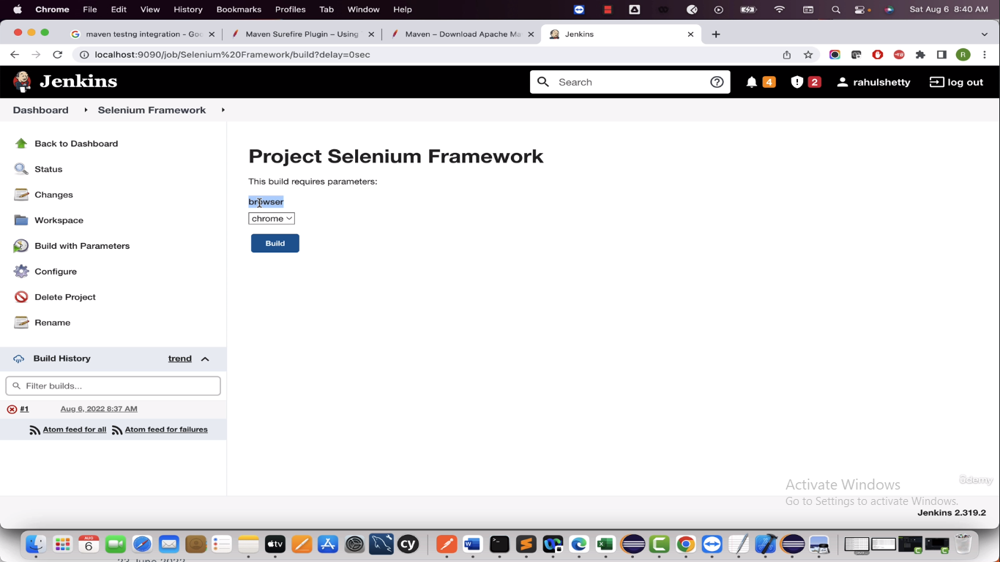 Chrome File Edit View History Bookmarks Profiles Tab Window Help Sat Aug 6 8:40 AM
maven testng integration - Goo Maven Surefire Plugin – Using Maven – Download Apache Ma Jenkins
localhost:9090/job/Selenium%20Framework/build?delay=0sec R
Jenkins Search 4 2 rahulshetty log out
Dashboard Selenium Framework
Back to Dashboard
Status
Changes
Workspace
Build with Parameters
Configure
Delete Project
Rename
Build History trend
Filter builds...
#1 Aug 6, 2022 8:37 AM
Atom feed for all Atom feed for failures
Project Selenium Framework
This build requires parameters:
browser
chrome
Build
ûdemy
Activate Windows
Go to Settings to activate Windows.
Jenkins 2.319.2
AUG
6
tv
cy
23 June 2022